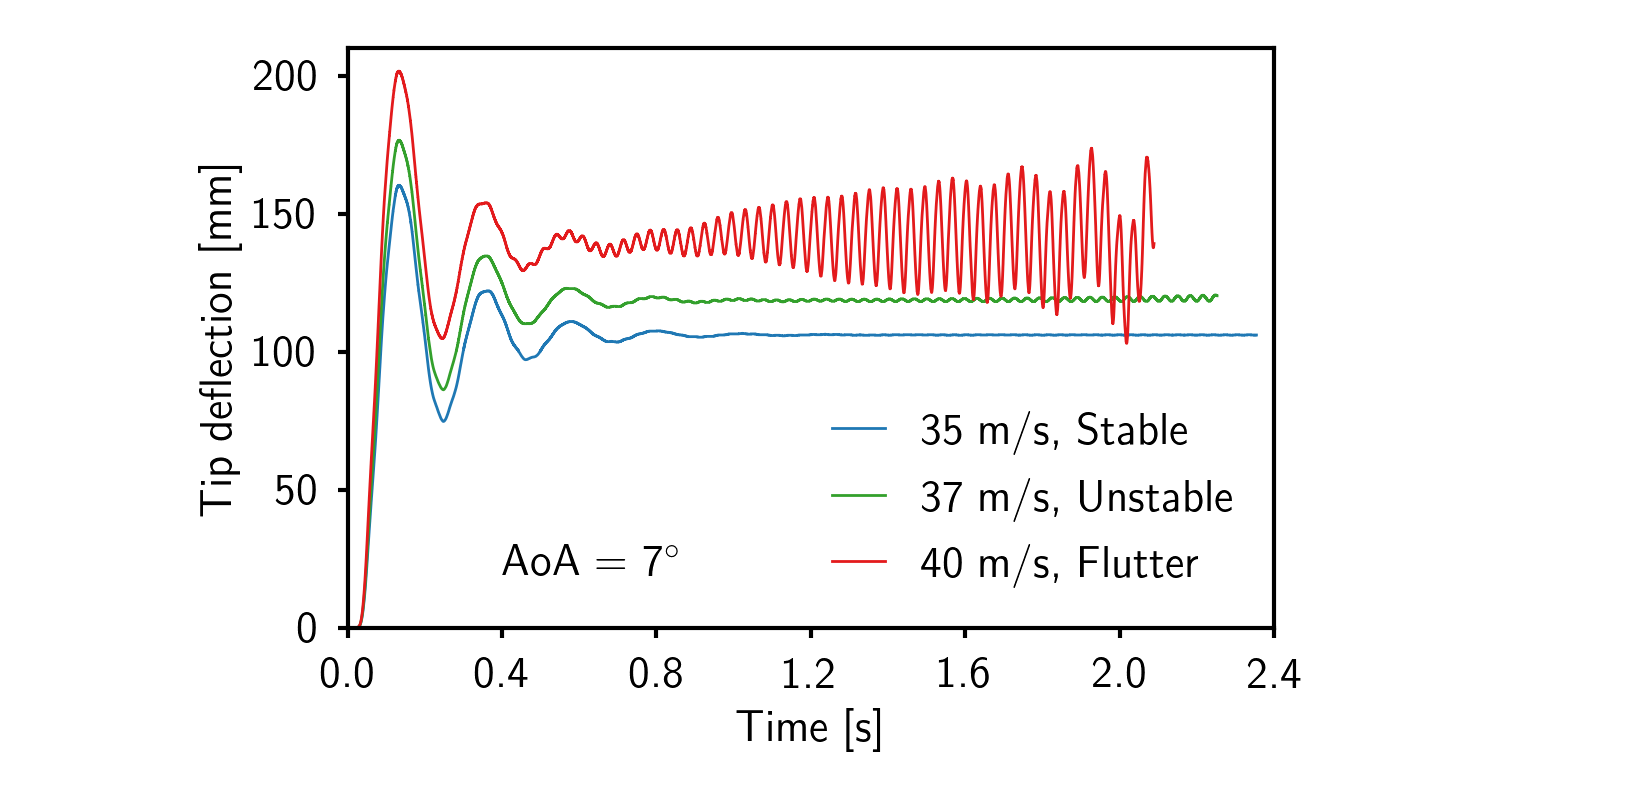 200
150
100
50
0
Tip deflection [mm]
35 m/s, Stable
37 m/s, Unstable
40 m/s, Flutter
AoA = 7°
0.0 0.4 0.8 1.2 1.6 2.0 2.4
Time [s]